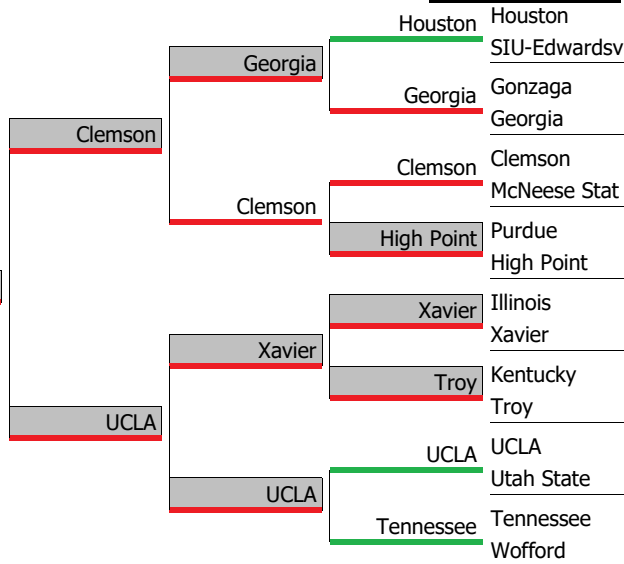 Houston
Houston
SIU-Edwardsv
Georgia
Georgia
Gonzaga
Georgia
Clemson
Clemson
Clemson
McNeese Stat
Clemson
High Point
Purdue
High Point
Xavier
Illinois
Xavier
Xavier
Troy
Kentucky
Troy
UCLA
UCLA
UCLA
Utah State
UCLA
Tennessee
Tennessee
Wofford